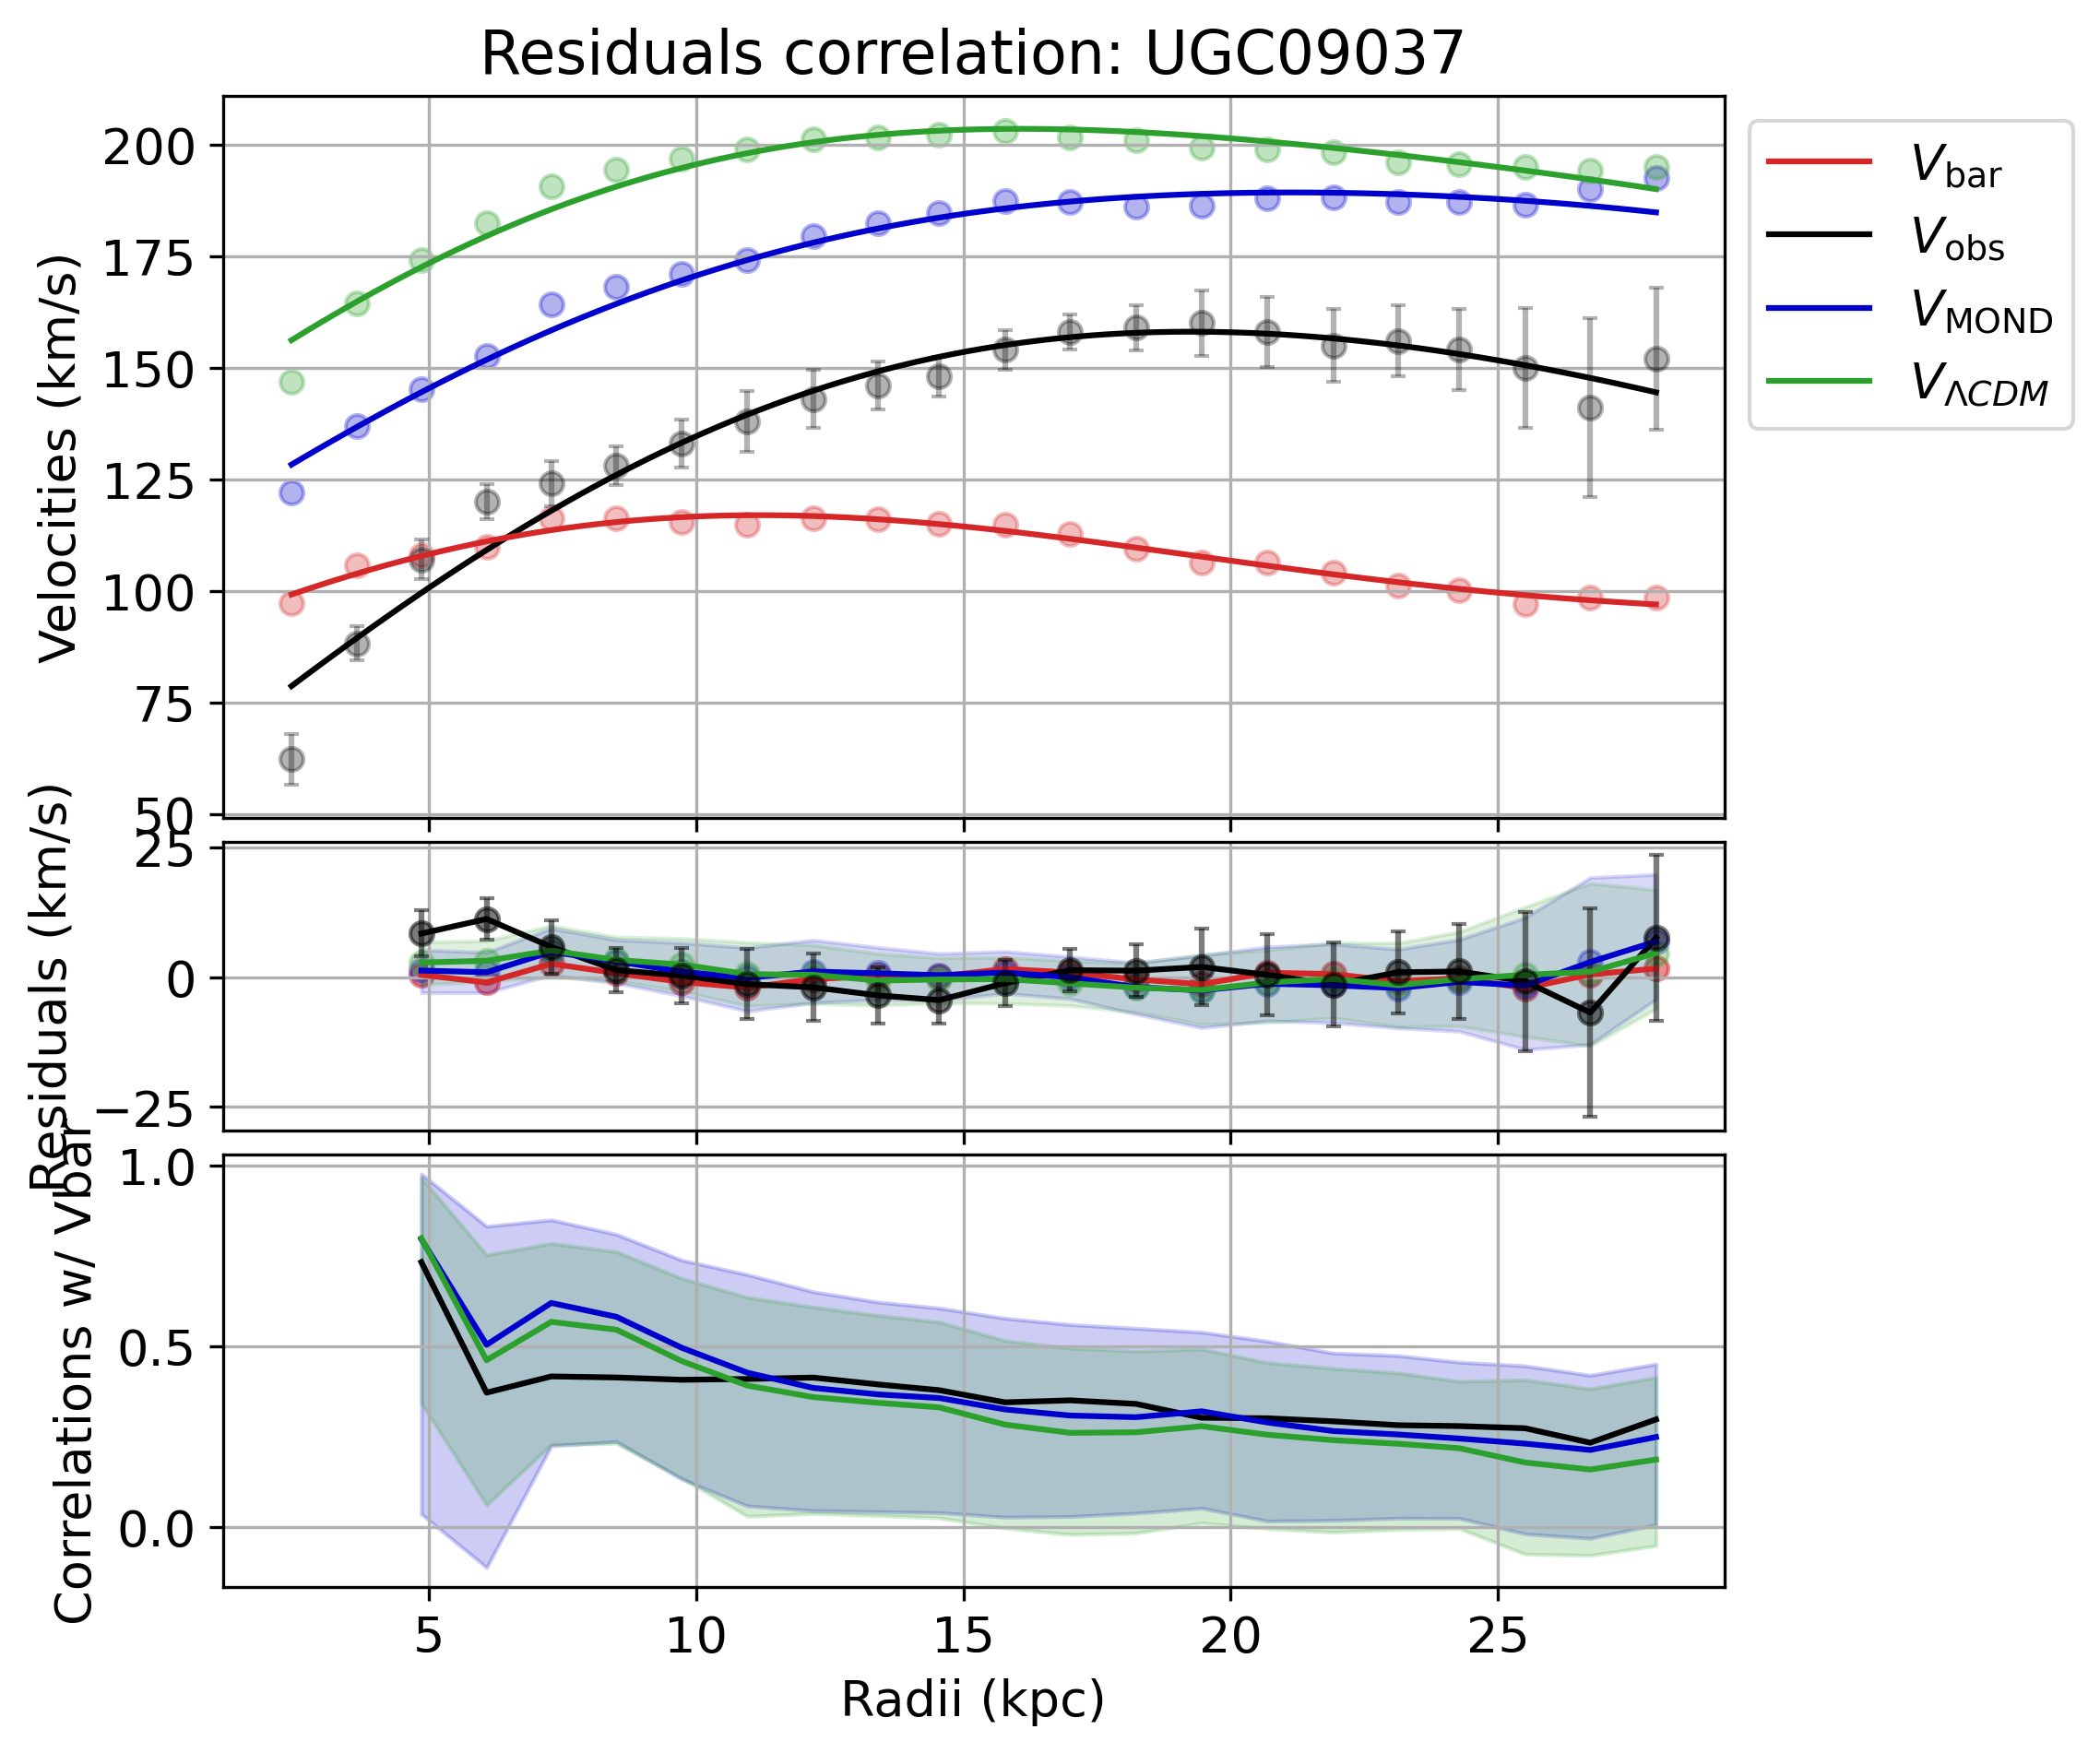 Residuals correlation: UGC09037
Velocities (km/s)
200
175
150
125
100
75
50
V_bar
V_obs
V_MOND
V_ΛCDM
Residuals (km/s)
25
0
−25
Correlations w/ Vbar
1.0
0.5
0.0
5 10 15 20 25
Radii (kpc)